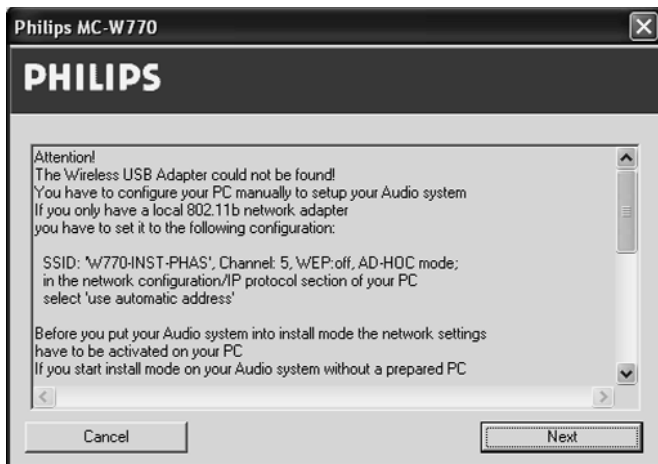 Philips MC-W770
PHILIPS
Attention!
The Wireless USB Adapter could not be found!
You have to configure your PC manually to setup your Audio system
If you only have a local 802.11b network adapter
you have to set it to the following configuration:
SSID: 'W770-INST-PHAS', Channel: 5, WEP:off, AD-HOC mode;
in the network configuration/IP protocol section of your PC
select 'use automatic address'
Before you put your Audio system into install mode the network settings
have to be activated on your PC
If you start install mode on your Audio system without a prepared PC
Cancel
Next